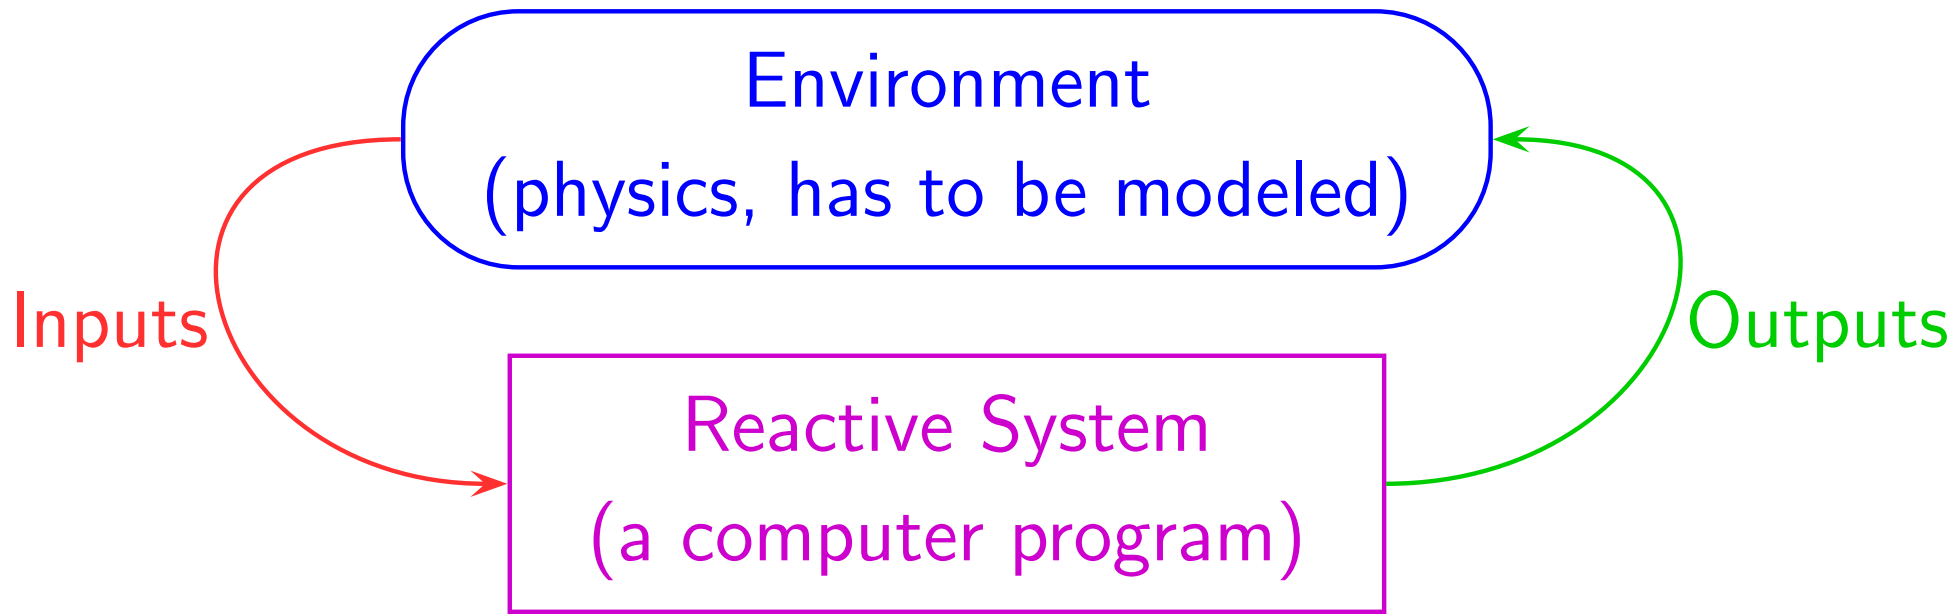 Environment
(physics, has to be modeled)
Inputs
Outputs
Reactive System
(a computer program)